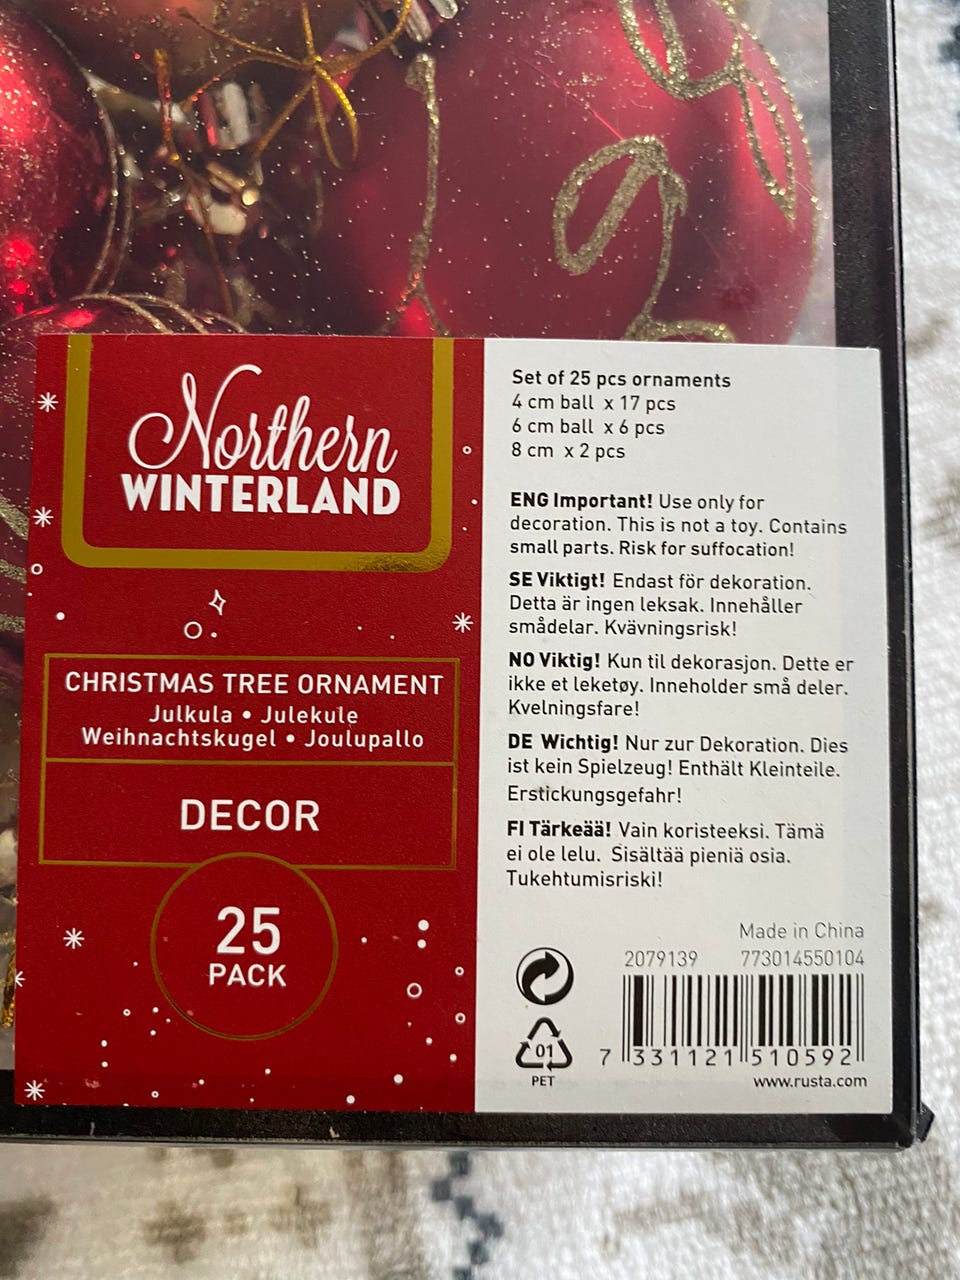 Northern
WINTERLAND
CHRISTMAS TREE ORNAMENT
Julkula • Julekule
Weihnachtskugel • Joulupallo
DECOR
25
PACK
Set of 25 pcs ornaments
4 cm ball x 17 pcs
6 cm ball x 6 pcs
8 cm x 2 pcs
ENG Important! Use only for
decoration. This is not a toy. Contains
small parts. Risk for suffocation!
SE Viktigt! Endast för dekoration.
Detta är ingen leksak. Innehåller
smådelar. Kvävningsrisk!
NO Viktig! Kun til dekorasjon. Dette er
ikke et leketøy. Inneholder små deler.
Kvelningsfare!
DE Wichtig! Nur zur Dekoration. Dies
ist kein Spielzeug! Enthält Kleinteile.
Erstickungsgefahr!
FI Tärkeää! Vain koristeeksi. Tämä
ei ole lelu. Sisältää pieniä osia.
Tukehtumisriski!
Made in China
2079139 773014550104
01
PET
7 331121 510592
www.rusta.com